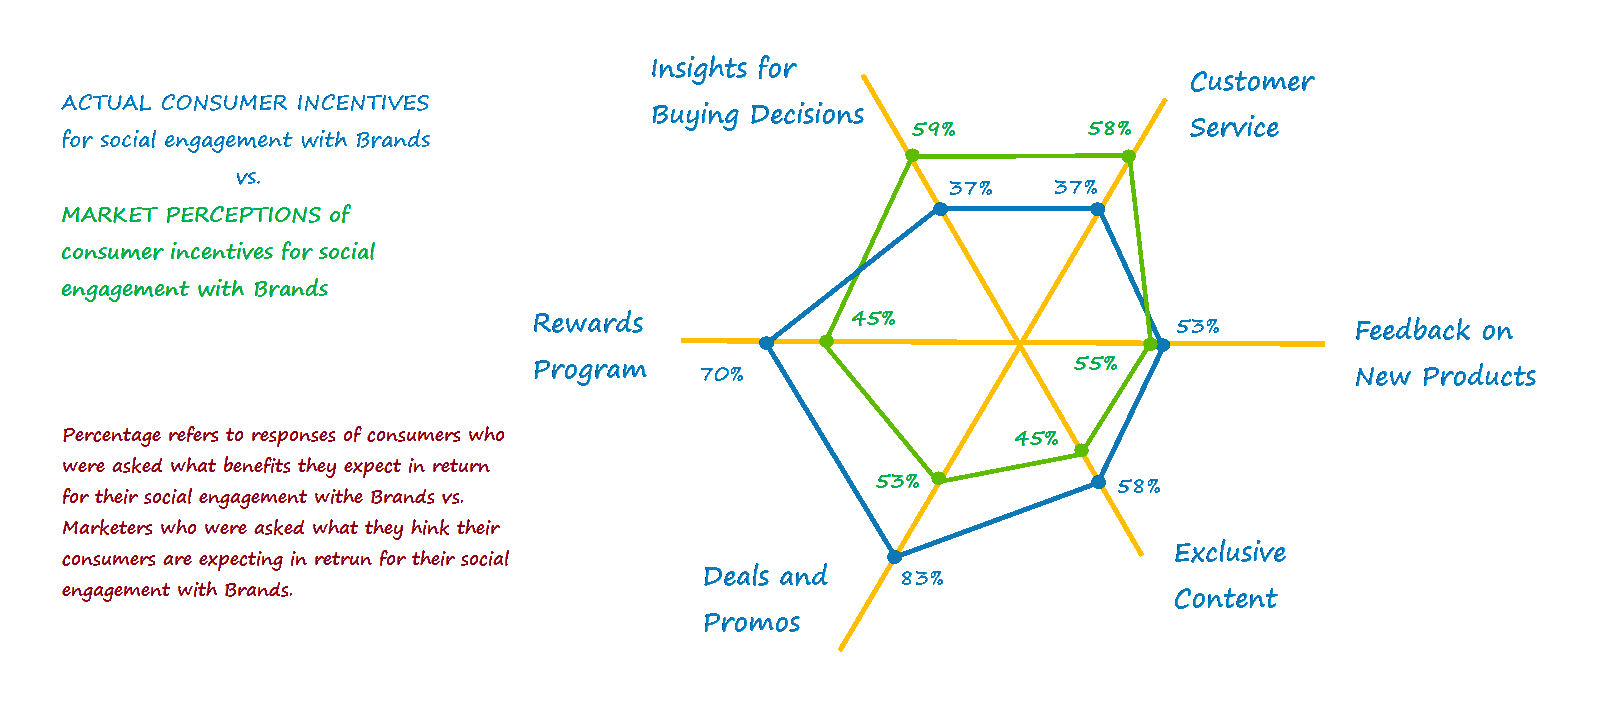 ACTUAL CONSUMER INCENTIVES
for social engagement with Brands
vs.
MARKET PERCEPTIONS of
consumer incentives for social
engagement with Brands
Percentage refers to responses of consumers who
were asked what benefits they expect in return
for their social engagement withe Brands vs.
Marketers who were asked what they hink their
consumers are expecting in retrun for their social
engagement with Brands.
Insights for
Buying Decisions
Customer
Service
59%
58%
37%
37%
Rewards
Program
45%
70%
53%
55%
Feedback on
New Products
45%
58%
53%
83%
Deals and
Promos
Exclusive
Content